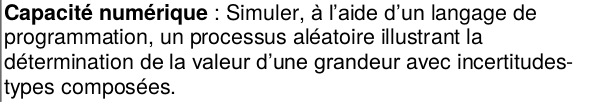 Capacité numérique : Simuler, à l’aide d’un langage de
programmation, un processus aléatoire illustrant la
détermination de la valeur d’une grandeur avec incertitudes-
types composées.